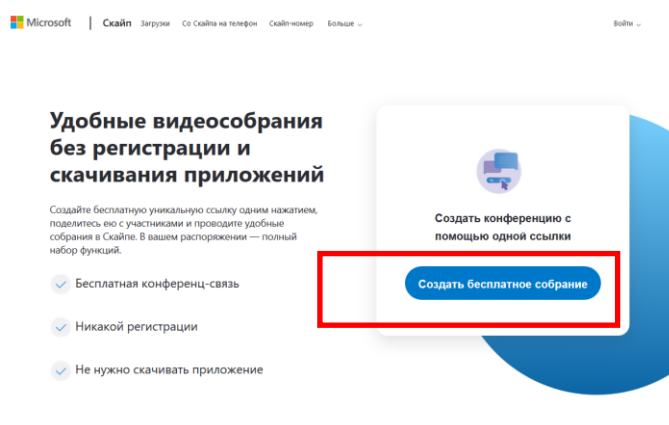 Microsoft | Скайп Загрузки Со Скайпа на телефон Скайп-номер Больше Войти
Удобные видеособрания
без регистрации и
скачивания приложений
Создайте бесплатную уникальную ссылку одним нажатием,
поделитесь ею с участниками и проводите удобные
собрания в Скайпе. В вашем распоряжении — полный
набор функций.
Бесплатная конференц-связь
Никакой регистрации
Не нужно скачивать приложение
Создать конференцию с
помощью одной ссылки
Создать бесплатное собрание